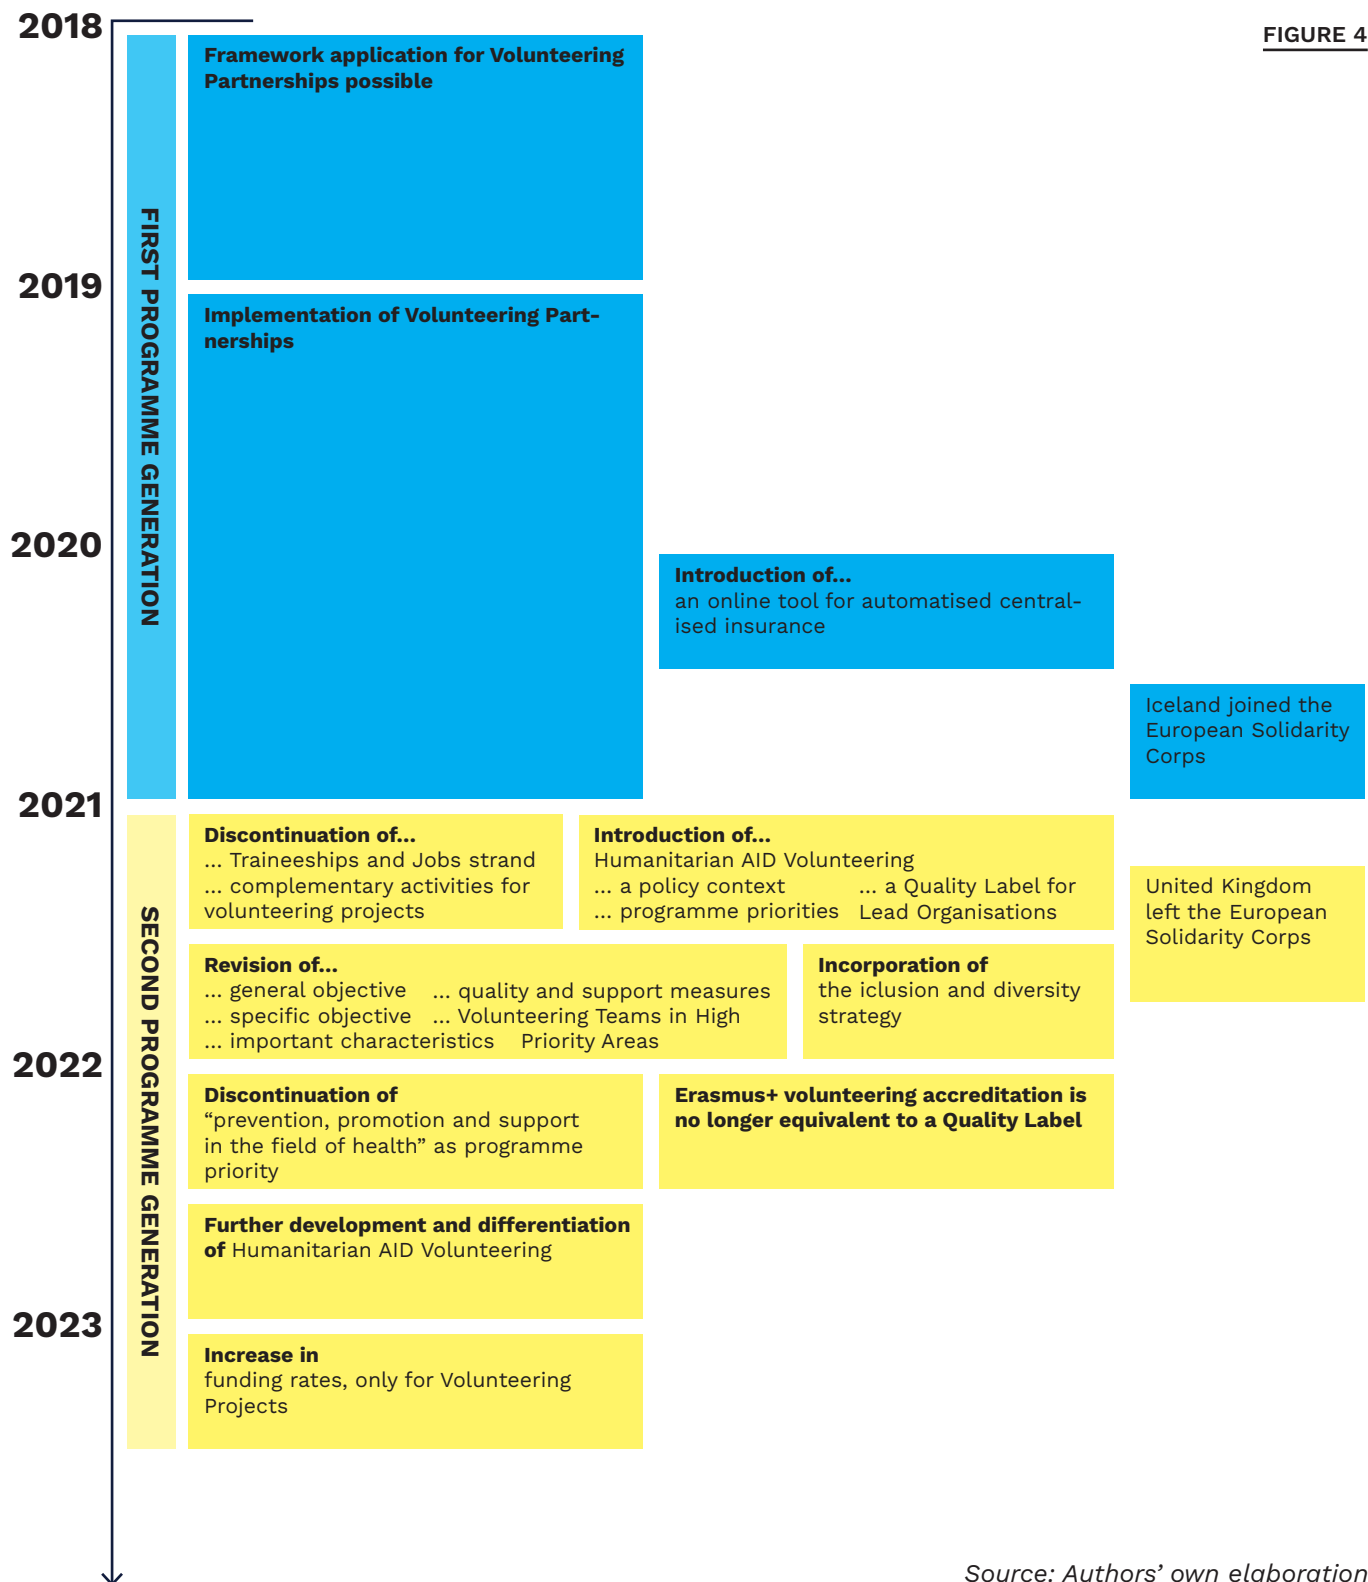 FIGURE 4
2018
FIRST PROGRAMME GENERATION
Framework application for Volunteering
Partnerships possible
2019
Implementation of Volunteering Part-
nerships
2020
Introduction of...
an online tool for automatised central-
ised insurance
Iceland joined the
European Solidarity
Corps
2021
SECOND PROGRAMME GENERATION
Discontinuation of...
... Traineeships and Jobs strand
... complementary activities for
volunteering projects
Introduction of...
Humanitarian AID Volunteering
... a policy context
... programme priorities
... a Quality Label for
Lead Organisations
United Kingdom
left the European
Solidarity Corps
Revision of...
... general objective
... specific objective
... important characteristics
... quality and support measures
... Volunteering Teams in High
Priority Areas
Incorporation of
the iclusion and diversity
strategy
2022
Discontinuation of
“prevention, promotion and support
in the field of health” as programme
priority
Erasmus+ volunteering accreditation is
no longer equivalent to a Quality Label
Further development and differentiation
of Humanitarian AID Volunteering
2023
Increase in
funding rates, only for Volunteering
Projects
Source: Authors’ own elaboration